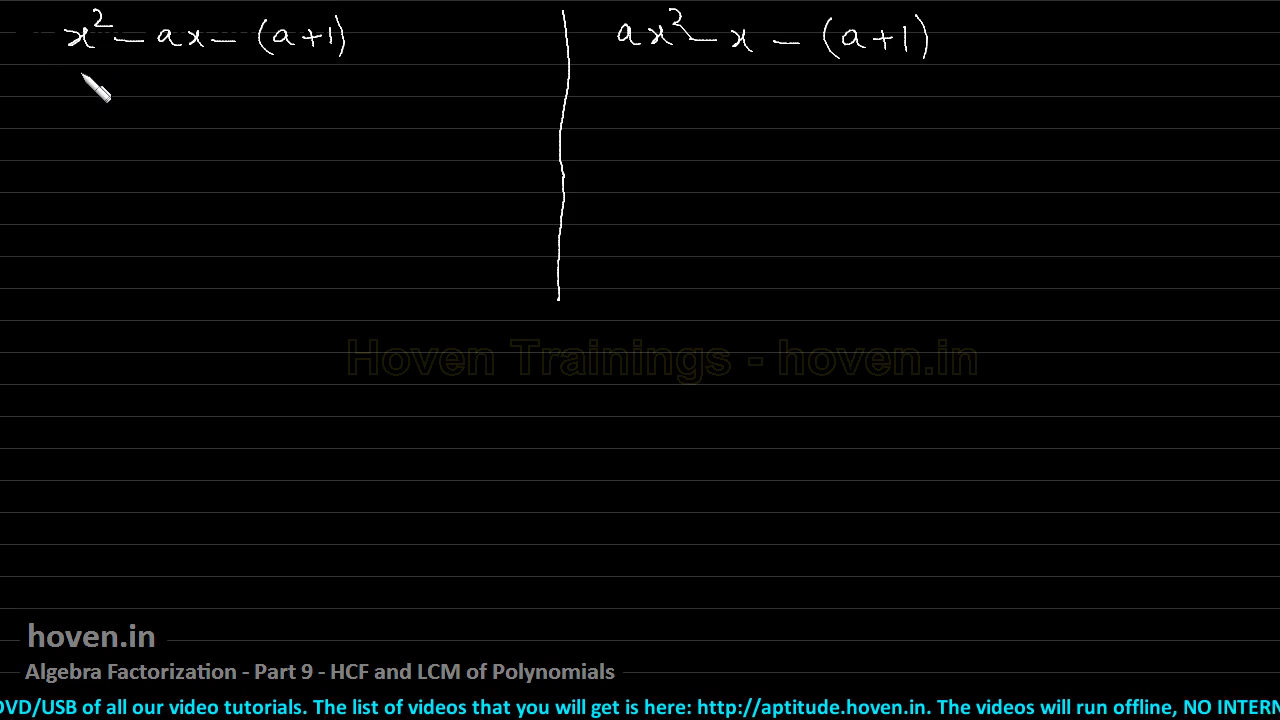 x² - ax - (a+1)
ax² - x - (a+1)
Hoven Trainings - hoven.in
hoven.in
Algebra Factorization - Part 9 - HCF and LCM of Polynomials
DVD/USB of all our video tutorials. The list of videos that you will get is here: http://aptitude.hoven.in. The videos will run offline, NO INTERN